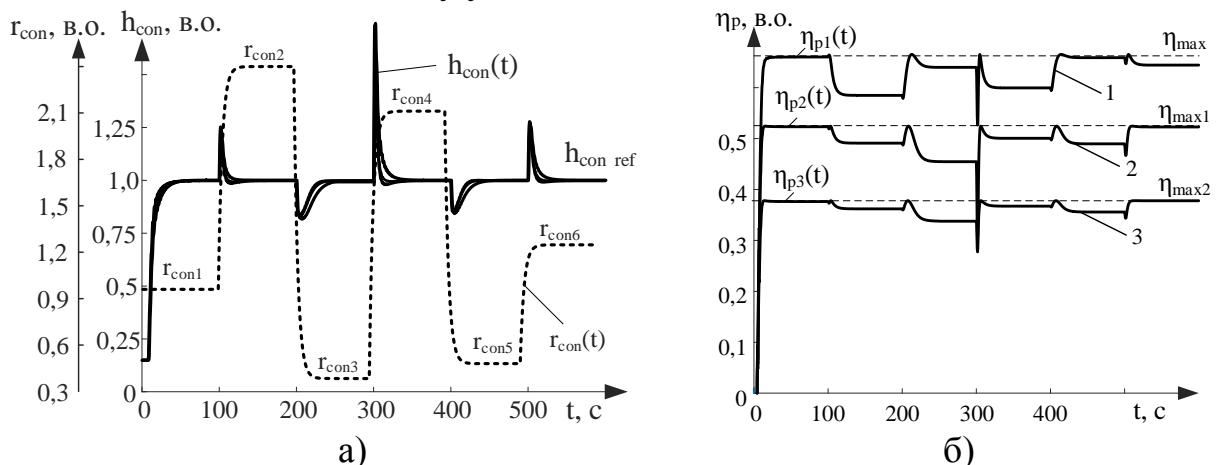 r_con, в.о. h_con, в.о.
2,1
1,8
1,5
1,2
0,9
0,6
0,3
1,25
1,0
0,75
0,5
0,25
0
r_con1
r_con2
r_con3
r_con4
r_con5
r_con6
h_con(t)
h_con ref
r_con(t)
0 100 200 300 400 500 t, с
а)
η_p, в.о.
η_p1(t)
η_p2(t)
η_p3(t)
η_max
η_max1
η_max2
1
2
3
0,5
0,4
0,3
0,2
0,1
0
0 100 200 300 400 t, с
б)